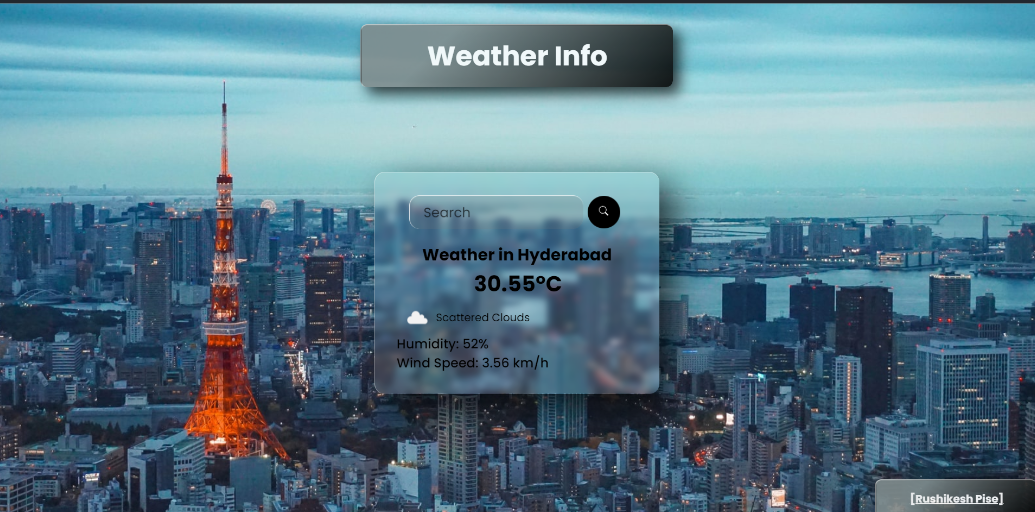 Weather Info
Search
Weather in Hyderabad
30.55°C
Scattered Clouds
Humidity: 52%
Wind Speed: 3.56 km/h
[Rushikesh Pise]